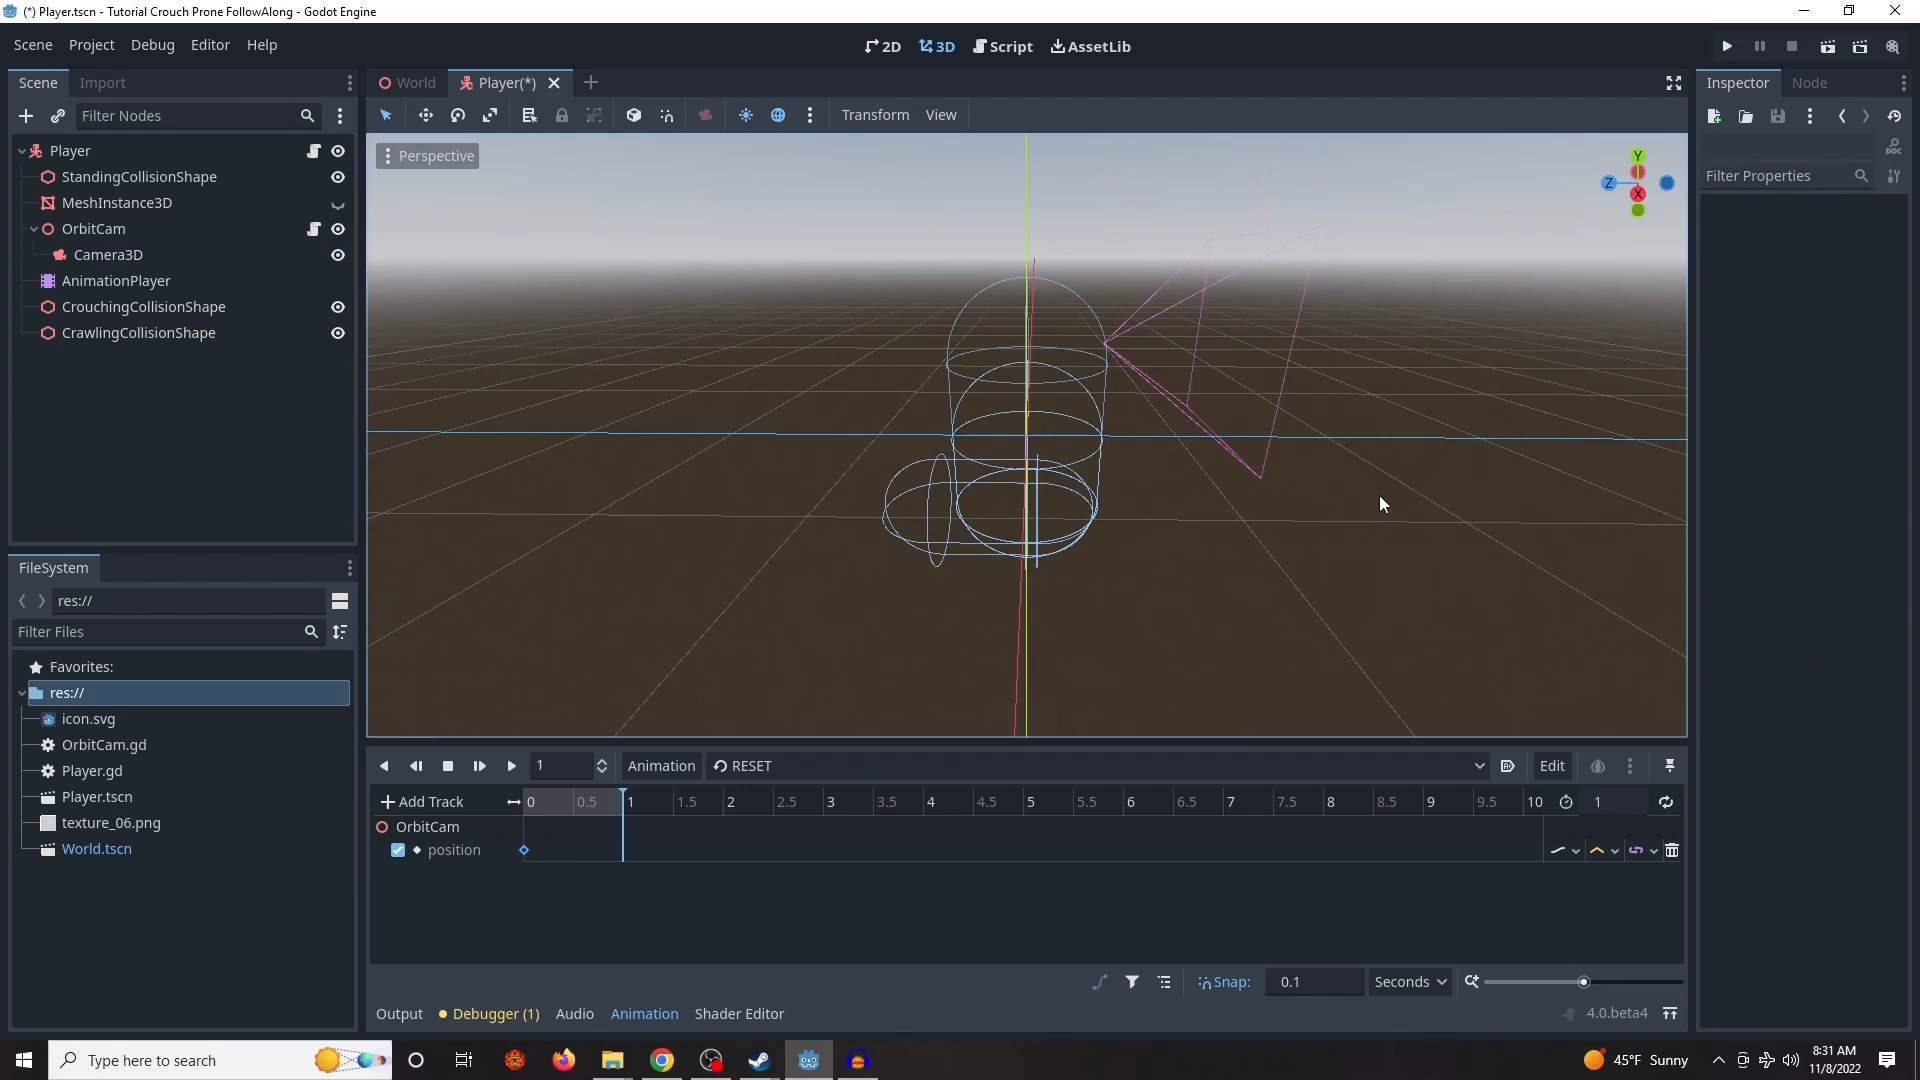 (*) Player.tscn - Tutorial Crouch Prone FollowAlong - Godot Engine
Scene Project Debug Editor Help
2D 3D Script AssetLib
Scene Import
World Player(*)
Inspector Node
Filter Nodes
Transform View
Player
StandingCollisionShape
MeshInstance3D
OrbitCam
Camera3D
AnimationPlayer
CrouchingCollisionShape
CrawlingCollisionShape
Perspective
Y
Z
X
DOC
Filter Properties
FileSystem
res://
Filter Files
Favorites:
res://
icon.svg
OrbitCam.gd
Player.gd
Player.tscn
texture_06.png
World.tscn
1 Animation RESET Edit
Add Track 0 0.5 1 1.5 2 2.5 3 3.5 4 4.5 5 5.5 6 6.5 7 7.5 8 8.5 9 9.5 10 1
OrbitCam
position
Snap: 0.1 Seconds
Output Debugger (1) Audio Animation Shader Editor 4.0.beta4
Type here to search
45°F Sunny
8:31 AM
11/8/2022